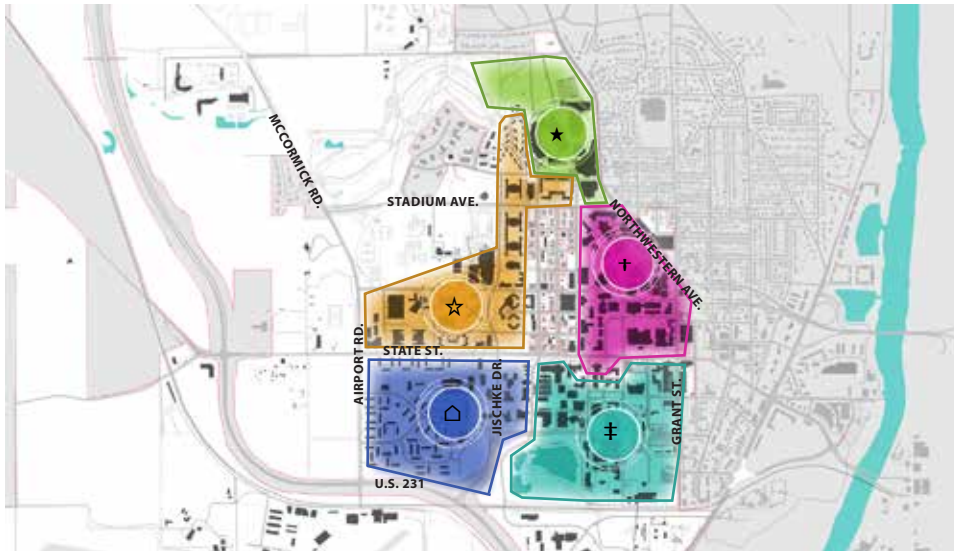 MCCORMICK RD.
STADIUM AVE.
NORTHWESTERN AVE.
STATE ST.
AIRPORT RD.
JISCHKE DR.
GRANT ST.
U.S. 231